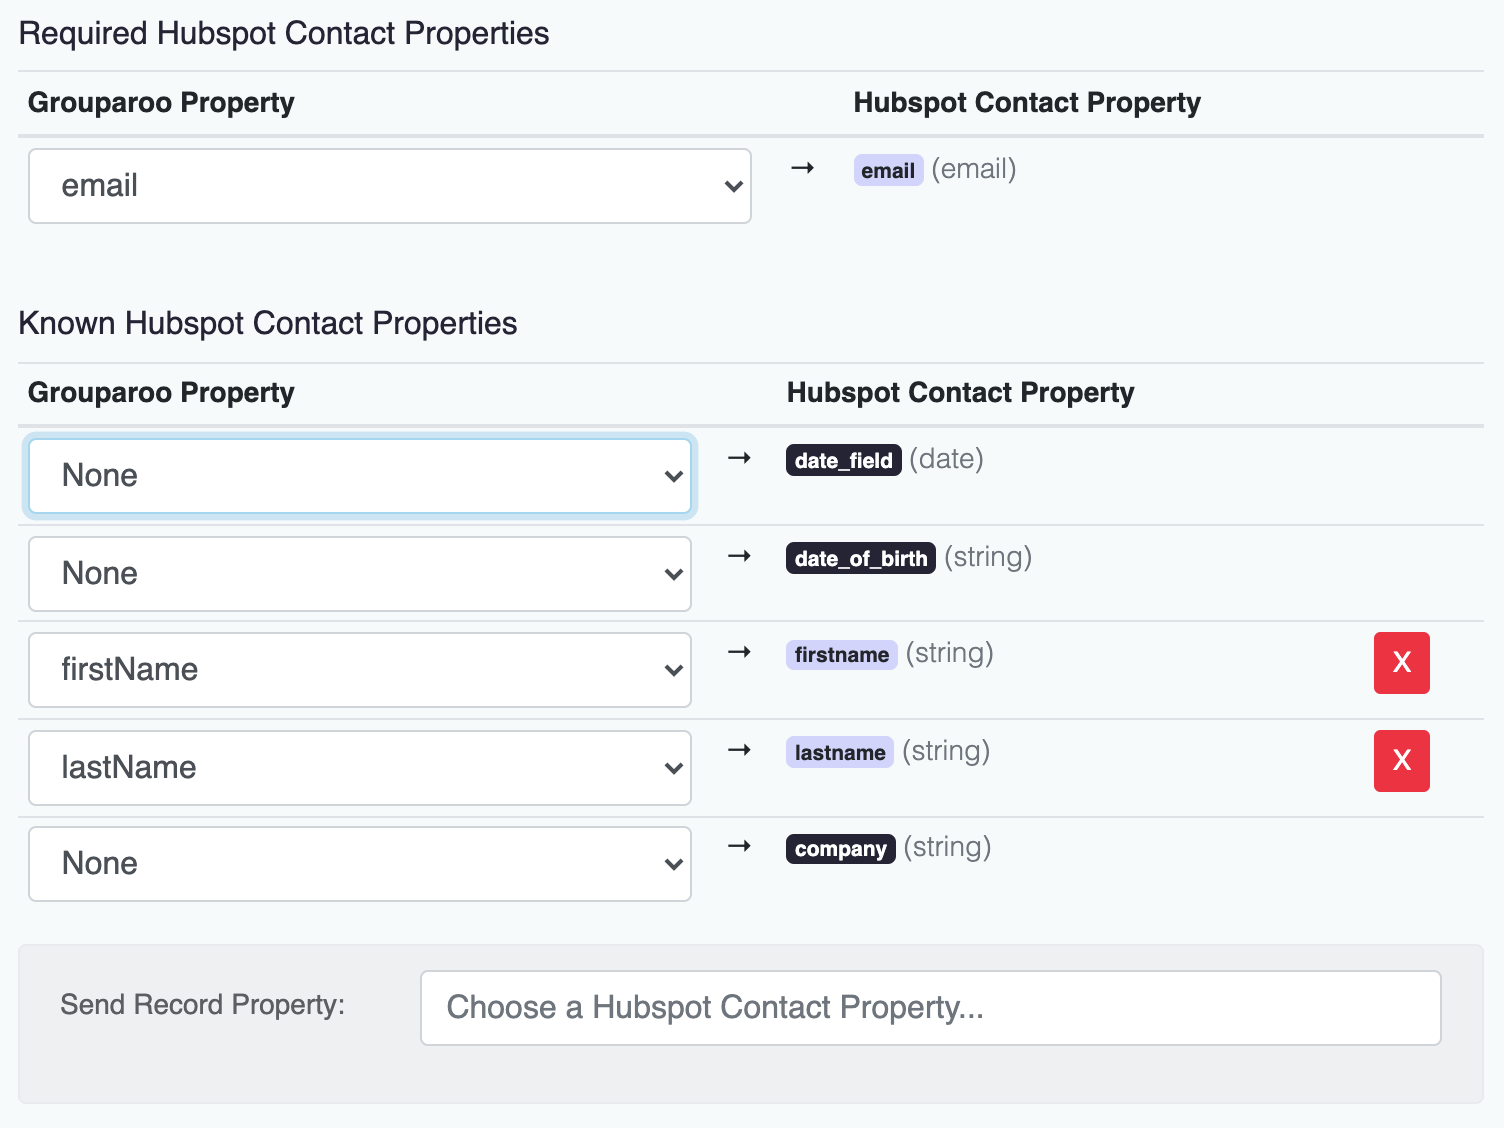 Required Hubspot Contact Properties
Grouparoo Property Hubspot Contact Property
email → email (email)
Known Hubspot Contact Properties
Grouparoo Property Hubspot Contact Property
None → date_field (date)
None → date_of_birth (string)
firstName → firstname (string) X
lastName → lastname (string) X
None → company (string)
Send Record Property: Choose a Hubspot Contact Property...